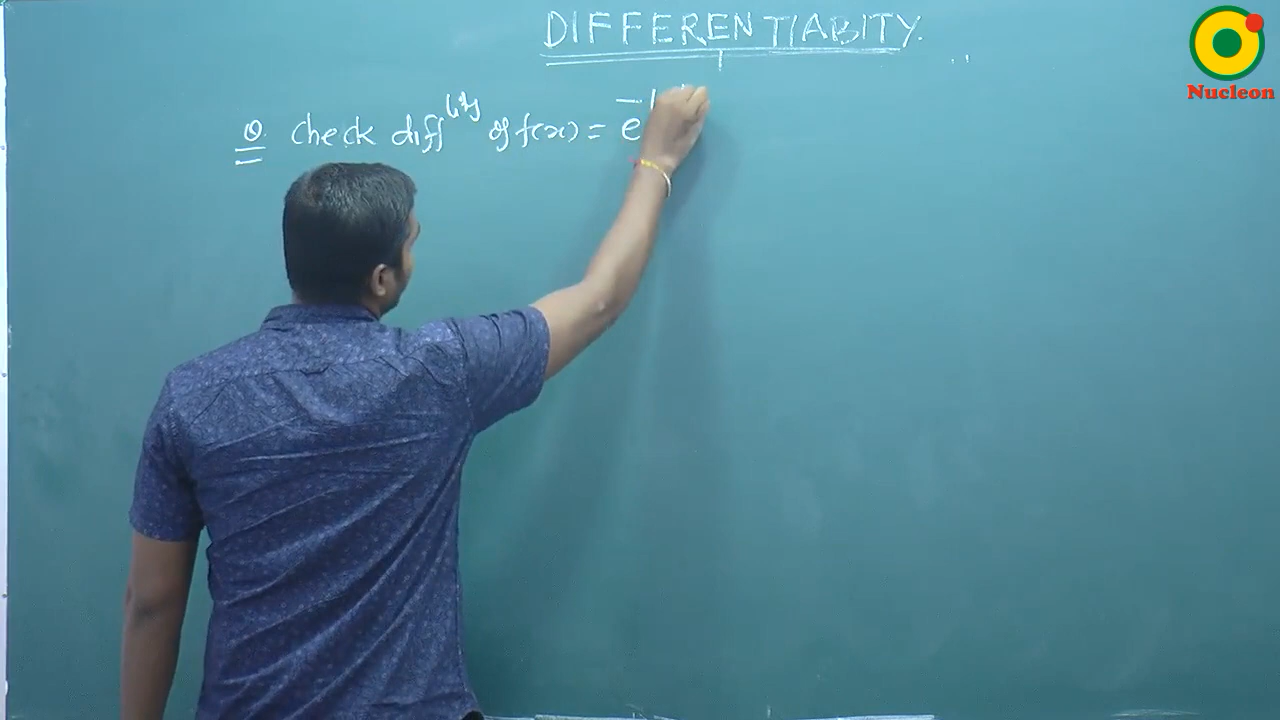 DIFFERENTIABITY.
Nucleon
Q. Check diff(lity) of f(x) = e^-|